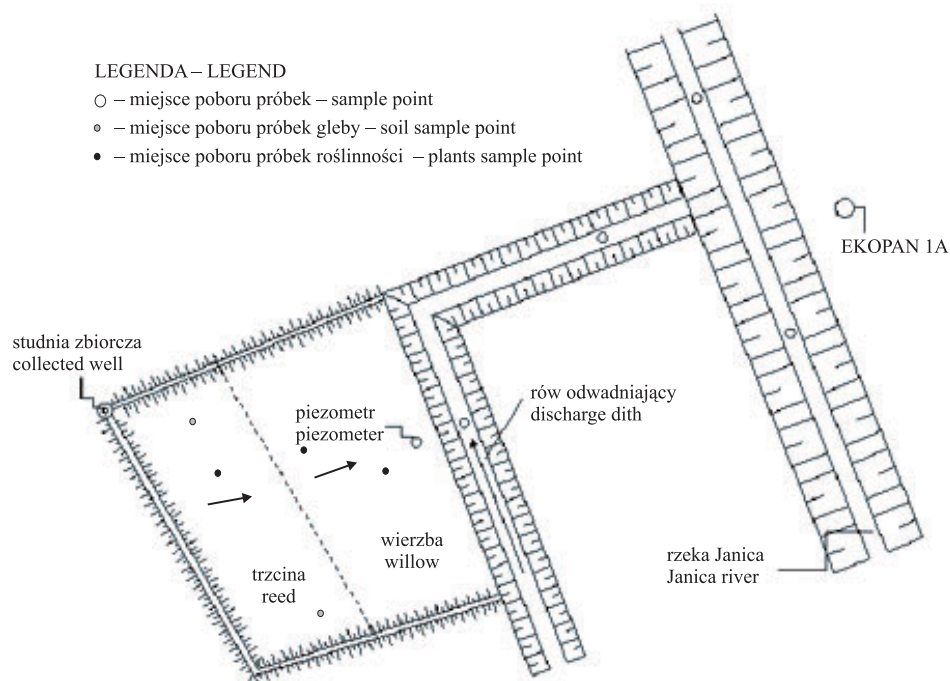 LEGENDA – LEGEND
– miejsce poboru próbek – sample point
– miejsce poboru próbek gleby – soil sample point
– miejsce poboru próbek roślinności – plants sample point
EKOPAN 1A
studnia zbiorcza
collected well
rów odwadniający
discharge dith
piezometr
piezometer
wierzba
willow
rzeka Janica
Janica river
trzcina
reed